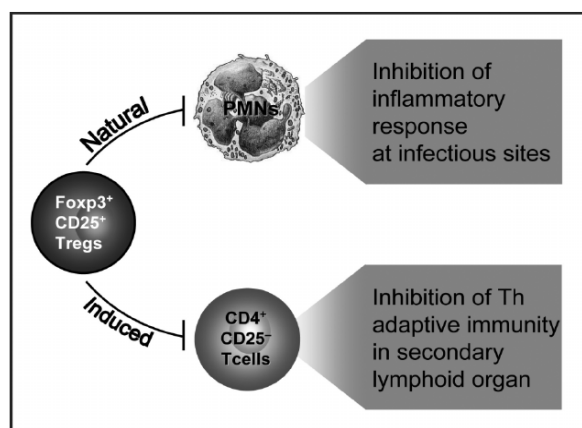 Natural
PMNs
Inhibition of
inflammatory
response
at infectious sites
Foxp3⁺
CD25⁺
Tregs
Induced
CD4⁺
CD25⁻
Tcells
Inhibition of Th
adaptive immunity
in secondary
lymphoid organ